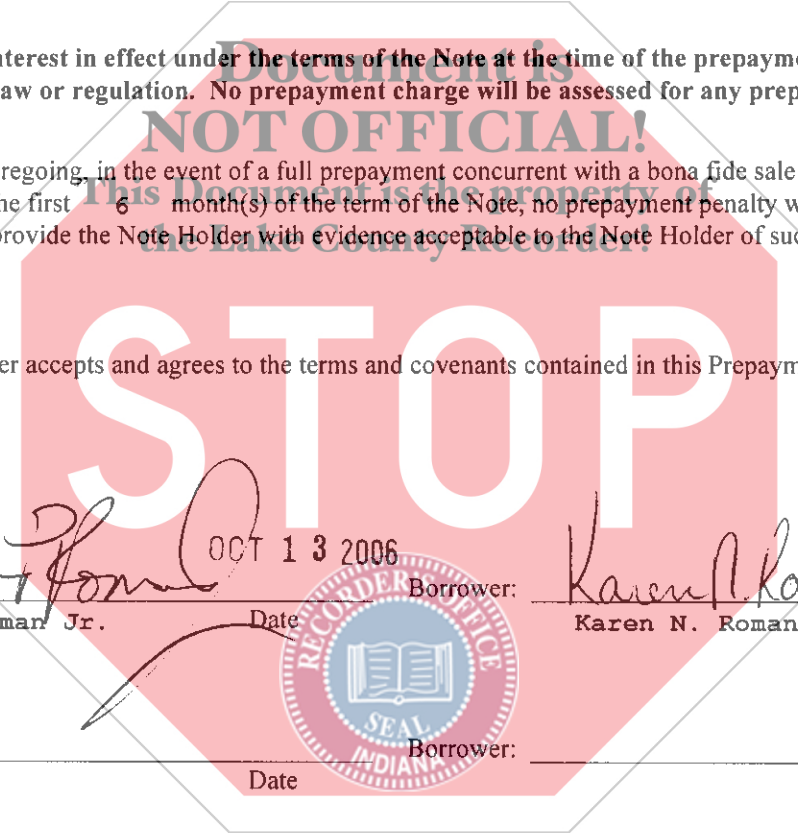 Document is
nterest in effect under the terms of the Note at the time of the prepayme
aw or regulation. No prepayment charge will be assessed for any prep
NOT OFFICIAL!
regoing, in the event of a full prepayment concurrent with a bona fide sale
This Document is the property of
ne first 6 month(s) of the term of the Note, no prepayment penalty w
provide the Note Holder with evidence acceptable to the Note Holder of suc
the Lake County Recorder!
STOP
er accepts and agrees to the terms and covenants contained in this Prepaym
OCT 13 2006
Borrower: Karen N. Ro
man Jr. Date Karen N. Roman
RECORDER'S OFFICE
SEAL
INDIANA
Borrower:
Date